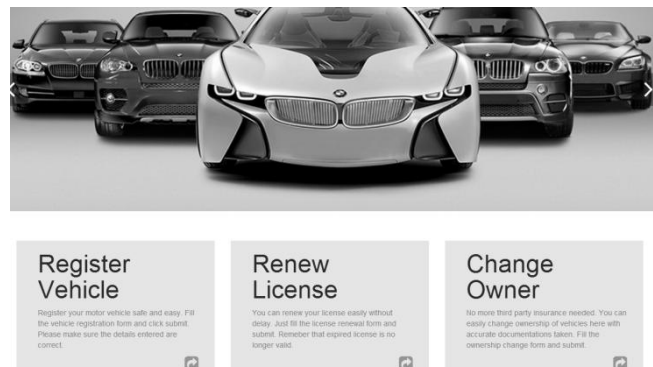 Register
Vehicle
Register your motor vehicle safe and easy. Fill
the vehicle registration form and click submit.
Please make sure the details entered are
correct.
Renew
License
You can renew your license easily without
delay. Just fill the license renewal form and
submit. Remeber that expired license is no
longer valid.
Change
Owner
No more third party insurance needed. You can
easily change ownership of vehicles here with
accurate documentations taken. Fill the
ownership change form and submit.